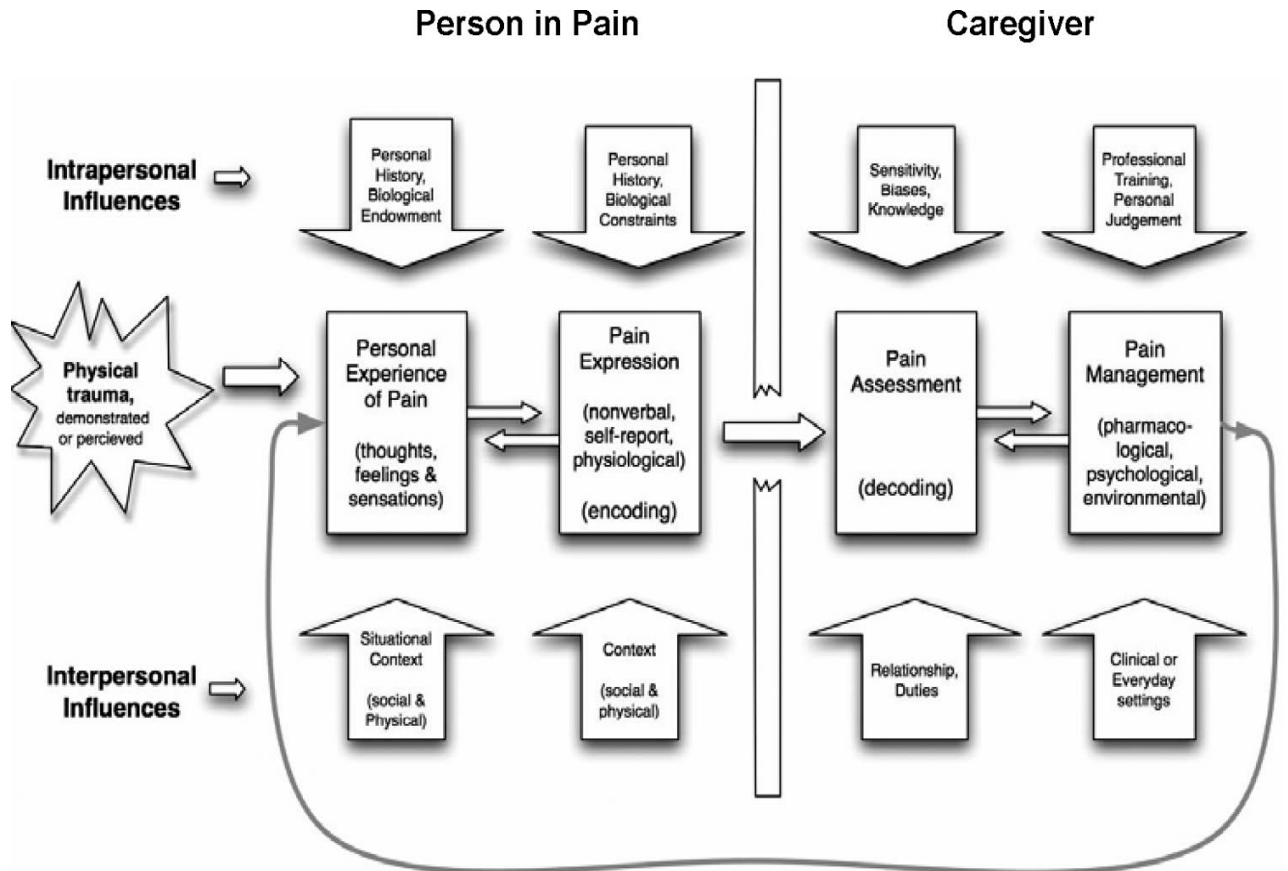 Person in Pain
Caregiver
Intrapersonal
Influences
Personal
History,
Biological
Endowment
Personal
History,
Biological
Constraints
Sensitivity,
Biases,
Knowledge
Professional
Training,
Personal
Judgement
Physical
trauma,
demonstrated
or percieved
Personal
Experience
of Pain
(thoughts,
feelings &
sensations)
Pain
Expression
(nonverbal,
self-report,
physiological)
(encoding)
Pain
Assessment
(decoding)
Pain
Management
(pharmaco-
logical,
psychological,
environmental)
Interpersonal
Influences
Situational
Context
(social &
Physical)
Context
(social &
physical)
Relationship,
Duties
Clinical or
Everyday
settings